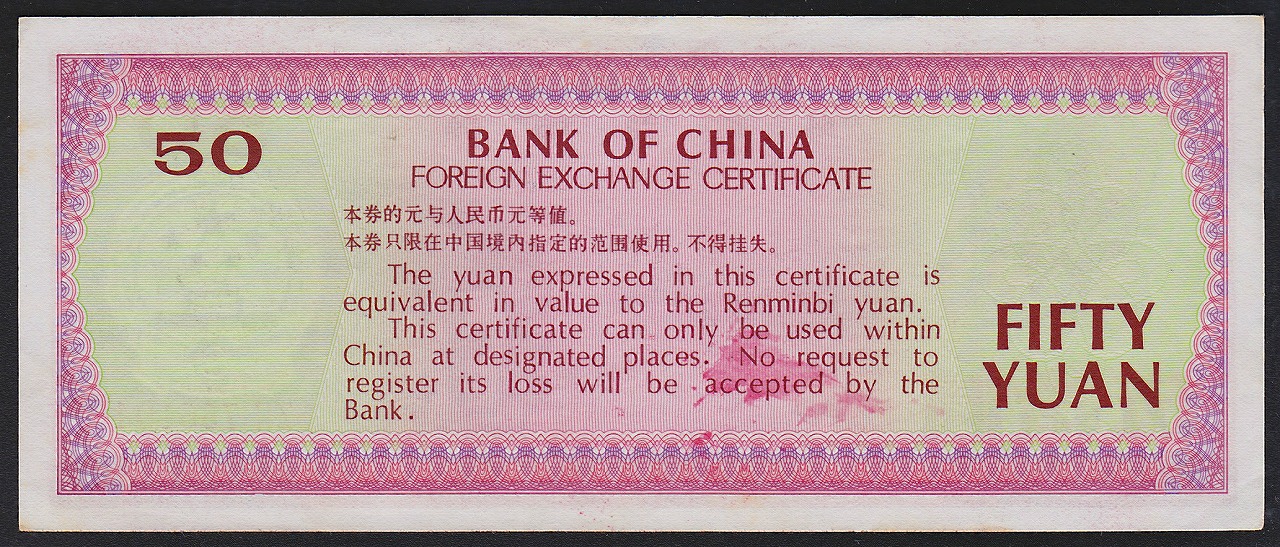 50
BANK OF CHINA
FOREIGN EXCHANGE CERTIFICATE
本券的元与人民币元等值。
本券只限在中国境内指定的范围使用。不得挂失。
The yuan expressed in this certificate is
equivalent in value to the Renminbi yuan.
This certificate can only be used within
China at designated places. No request to
register its loss will be accepted by the
Bank.
FIFTY
YUAN